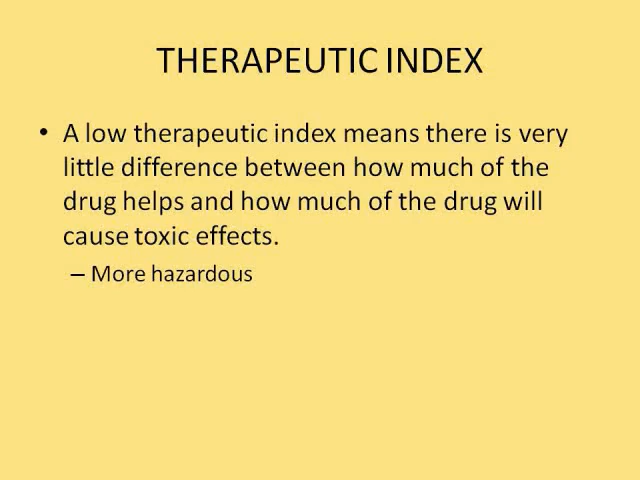 THERAPEUTIC INDEX
• A low therapeutic index means there is very
little difference between how much of the
drug helps and how much of the drug will
cause toxic effects.
– More hazardous